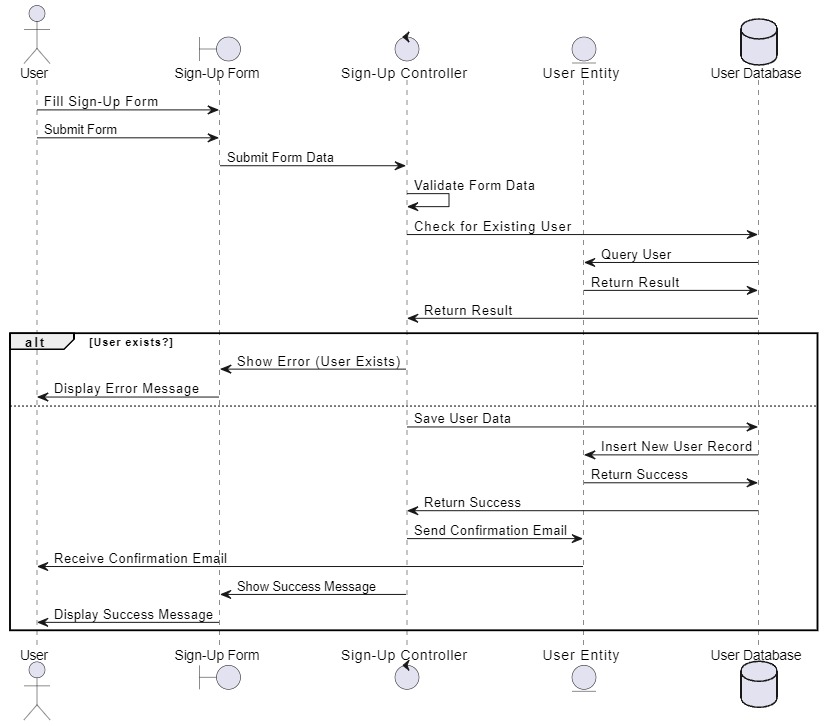 User
Sign-Up Form
Sign-Up Controller
User Entity
User Database
Fill Sign-Up Form
Submit Form
Submit Form Data
Validate Form Data
Check for Existing User
Query User
Return Result
Return Result
alt
[User exists?]
Show Error (User Exists)
Display Error Message
Save User Data
Insert New User Record
Return Success
Return Success
Send Confirmation Email
Receive Confirmation Email
Show Success Message
Display Success Message
User
Sign-Up Form
Sign-Up Controller
User Entity
User Database